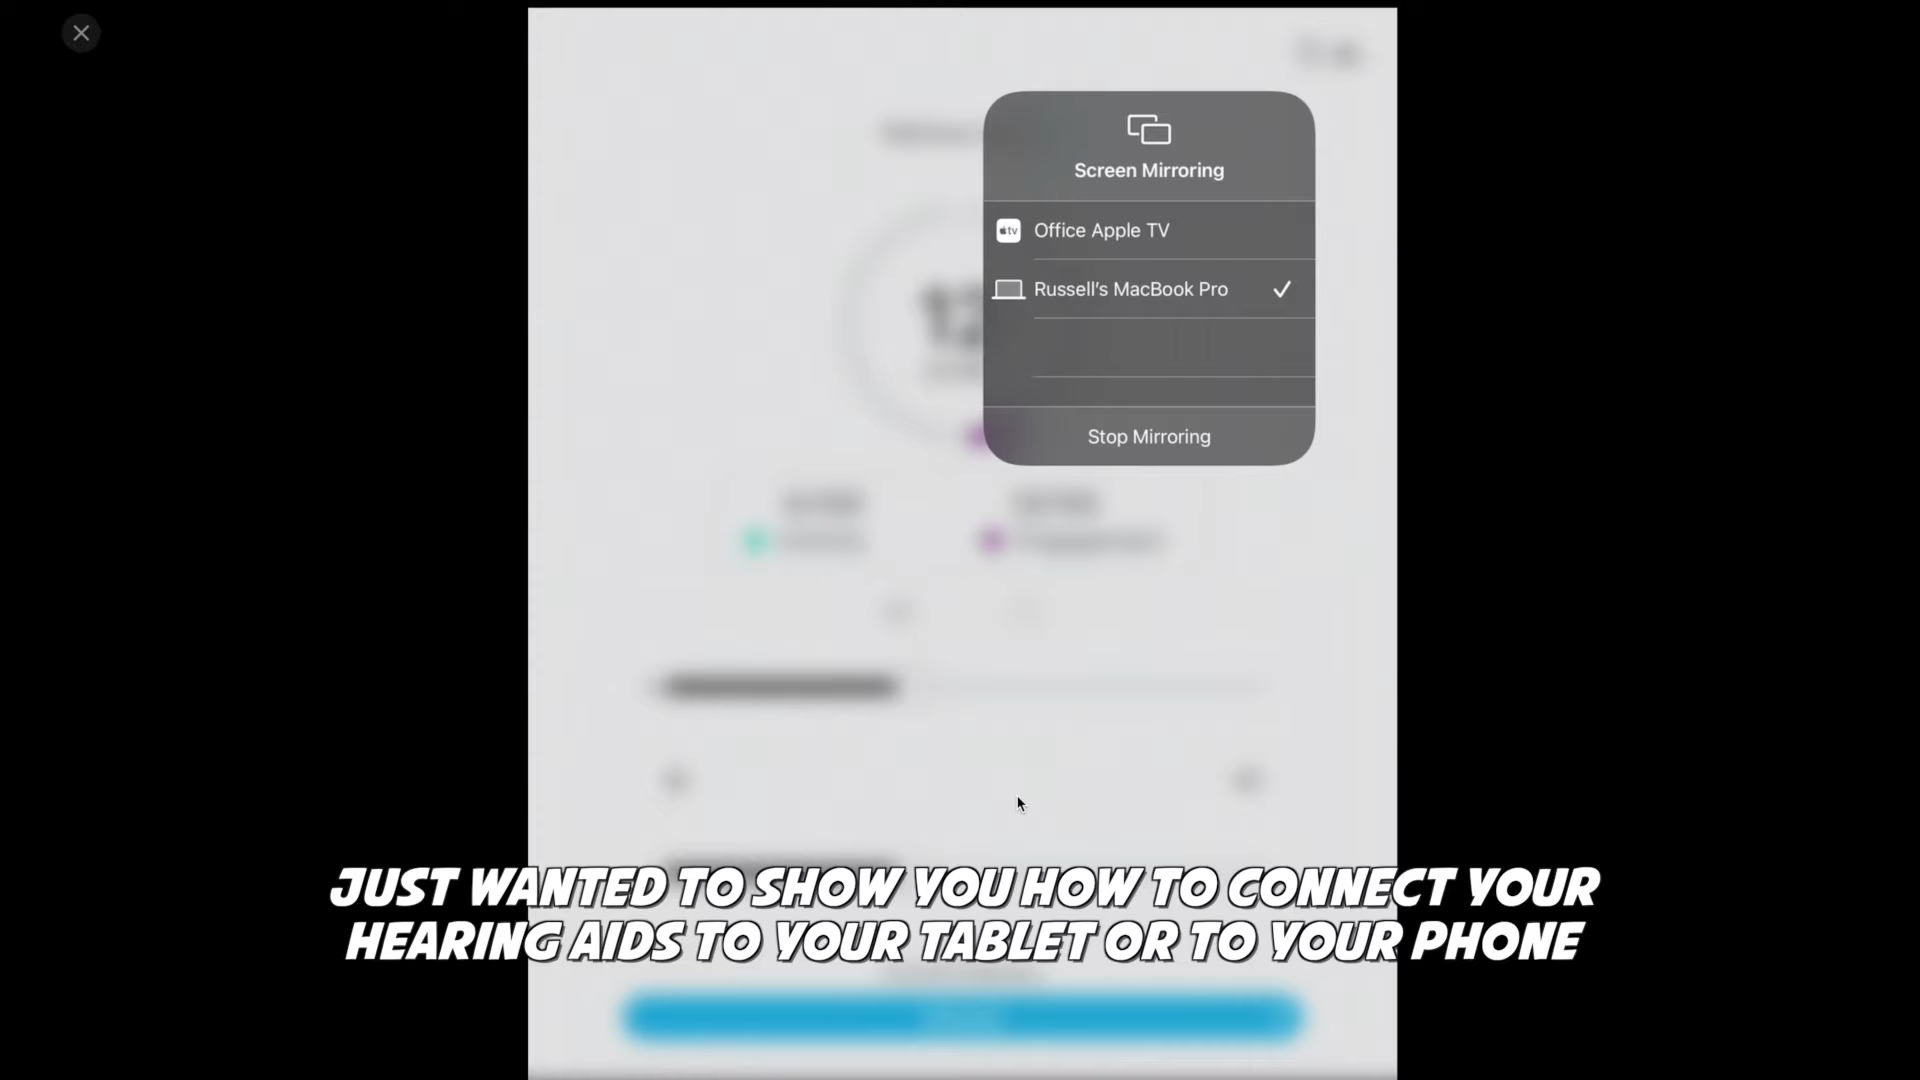 Screen Mirroring
tv
Office Apple TV
Russell's MacBook Pro
Stop Mirroring
JUST WANTED TO SHOW YOU HOW TO CONNECT YOUR
HEARING AIDS TO YOUR TABLET OR TO YOUR PHONE